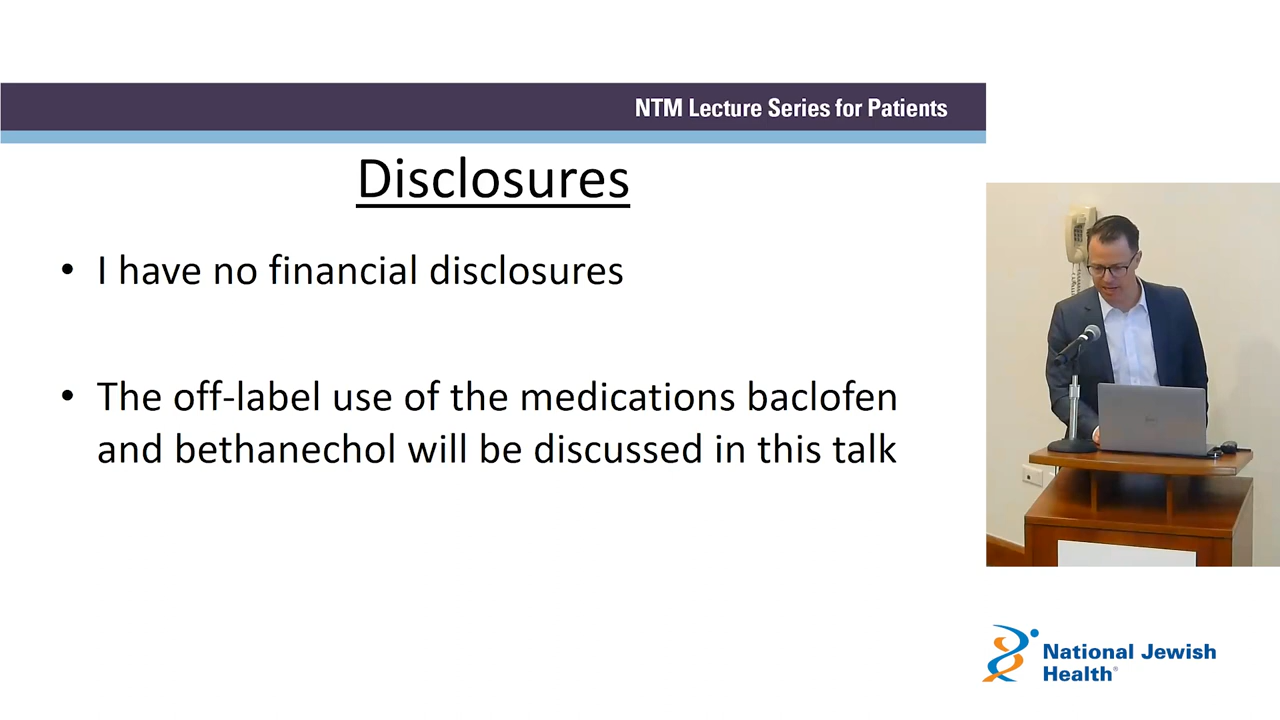 NTM Lecture Series for Patients
Disclosures
• I have no financial disclosures
• The off-label use of the medications baclofen
and bethanechol will be discussed in this talk
National Jewish
Health®